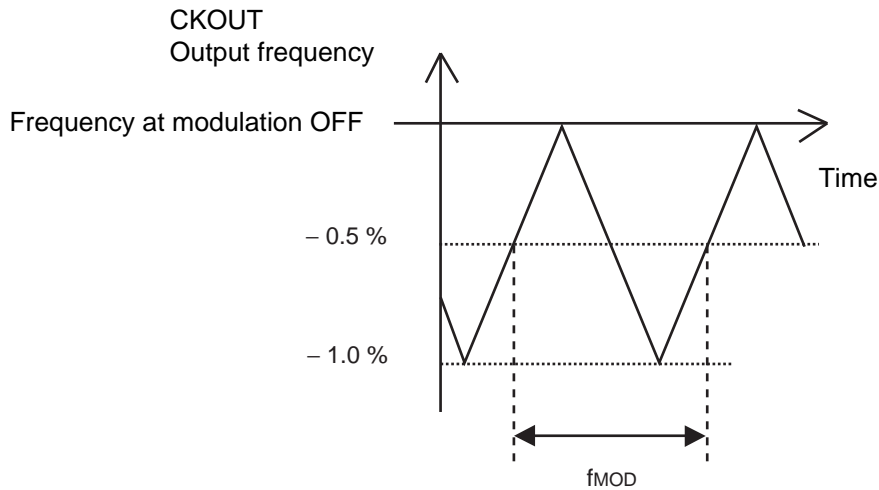 CKOUT
Output frequency
Frequency at modulation OFF
Time
– 0.5 %
– 1.0 %
fMOD